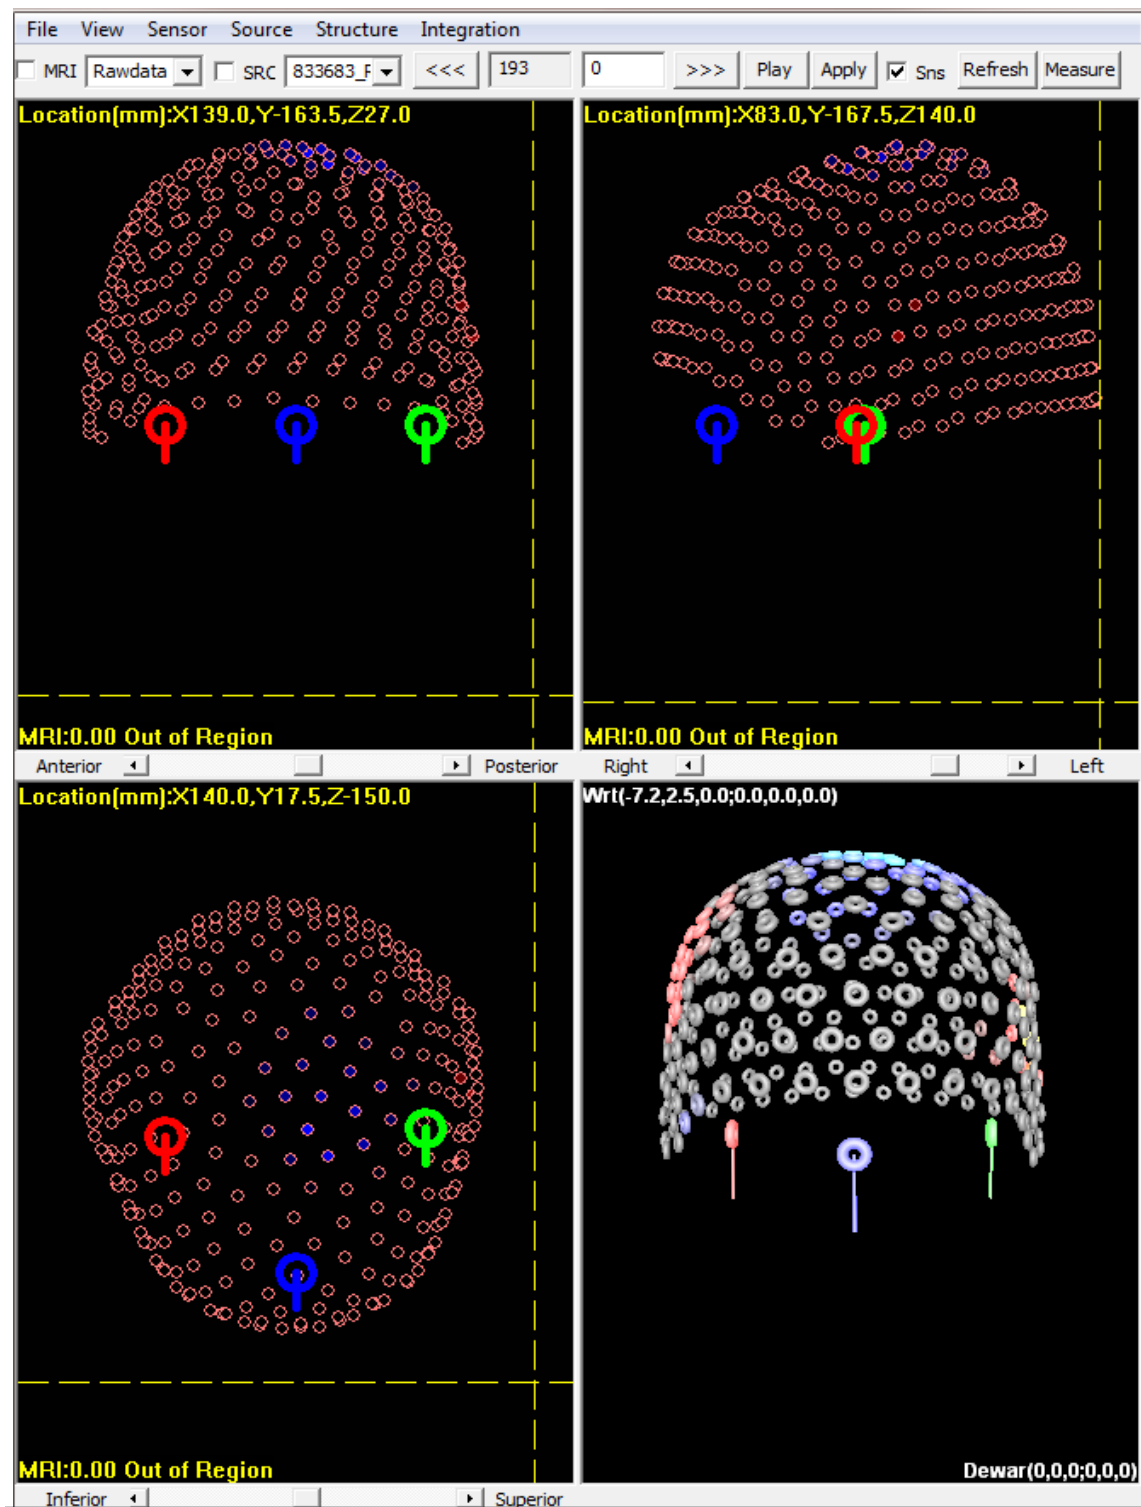 File View Sensor Source Structure Integration
MRI Rawdata SRC 833683_F <<< 193 0 >>> Play Apply Sns Refresh Measure
Location(mm):X139.0,Y-163.5,Z27.0
MRI:0.00 Out of Region
Anterior Posterior
Location(mm):X83.0,Y-167.5,Z140.0
MRI:0.00 Out of Region
Right Left
Location(mm):X140.0,Y17.5,Z-150.0
MRI:0.00 Out of Region
Inferior Superior
Wrt(-7.2,2.5,0.0;0.0,0.0,0.0)
Dewar(0,0,0;0,0,0)